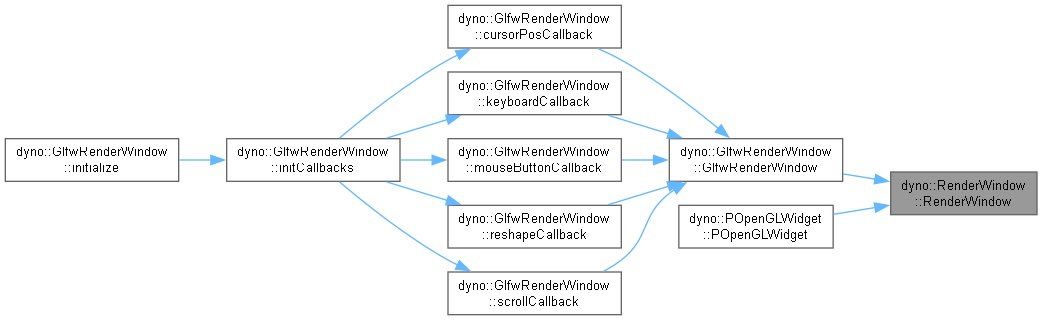 dyno::GlfwRenderWindow
::cursorPosCallback
dyno::GlfwRenderWindow
::keyboardCallback
dyno::GlfwRenderWindow
::initialize
dyno::GlfwRenderWindow
::initCallbacks
dyno::GlfwRenderWindow
::mouseButtonCallback
dyno::GlfwRenderWindow
::GlfwRenderWindow
dyno::RenderWindow
::RenderWindow
dyno::GlfwRenderWindow
::reshapeCallback
dyno::POpenGLWidget
::POpenGLWidget
dyno::GlfwRenderWindow
::scrollCallback